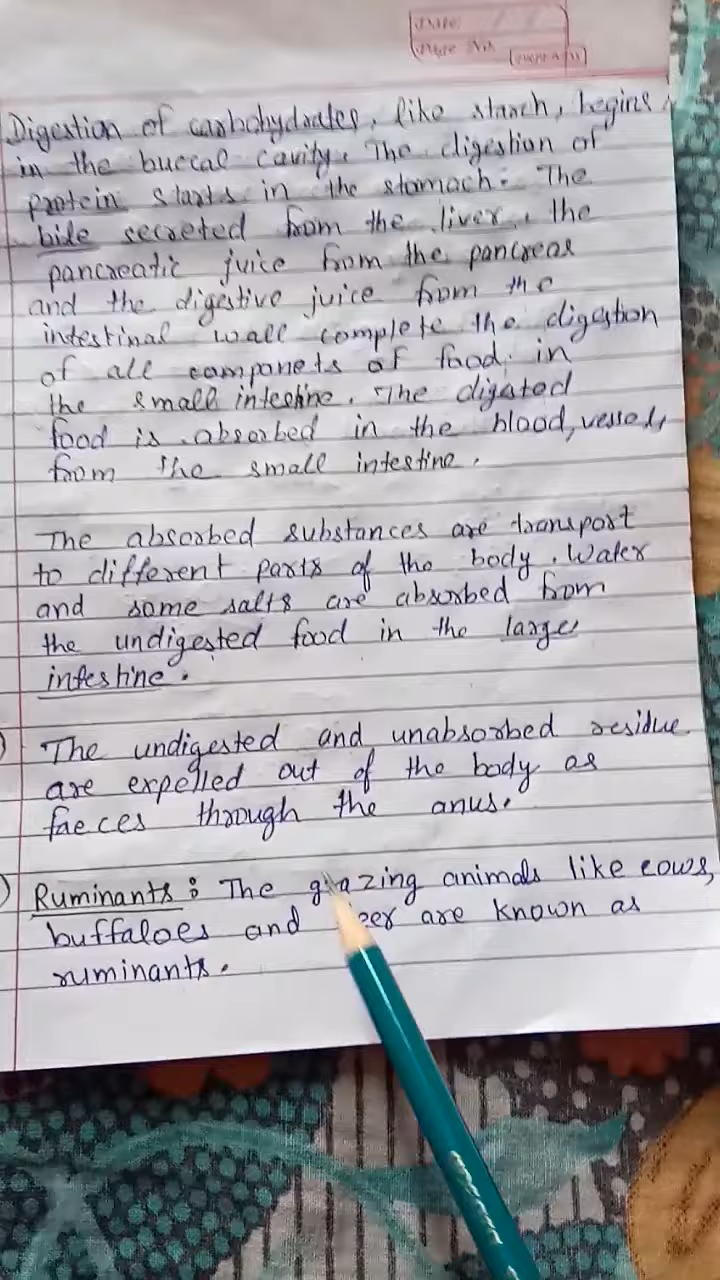 Date
Page No.
Digestion of carbohydrates, like starch, begins
in the buccal cavity. The digestion of
protein starts in the stomach. The
bile secreted from the liver, the
pancreatic juice from the pancreas
and the digestive juice from the
intestinal wall complete the digestion
of all componets of food. in
the small intestine. The digested
food is absorbed in the blood, vessels
from the small intestine.
The absorbed substances are transport
to different parts of the body. Water
and some salts are absorbed from
the undigested food in the large
intestine.
The undigested and unabsorbed residue
are expelled out of the body as
faeces through the anus.
Ruminants : The grazing animals like cows,
buffaloes and deer are known as
ruminants.